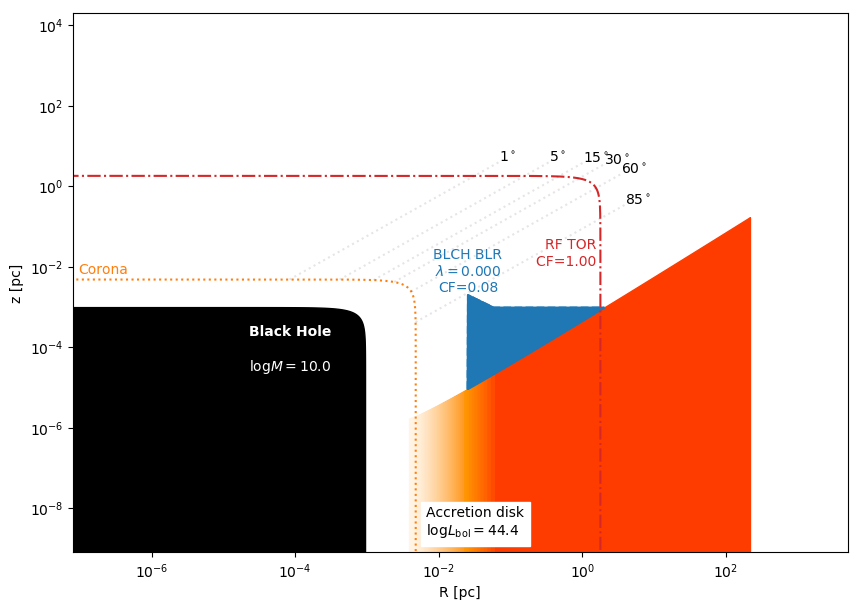 10^4
10^2
10^0
10^-2
10^-4
10^-6
10^-8
z [pc]
1°
5°
15°
30°
60°
85°
RF TOR
CF=1.00
BLCH BLR
λ = 0.000
CF=0.08
Corona
Black Hole
logM = 10.0
Accretion disk
logL_bol = 44.4
10^-6
10^-4
10^-2
10^0
10^2
R [pc]